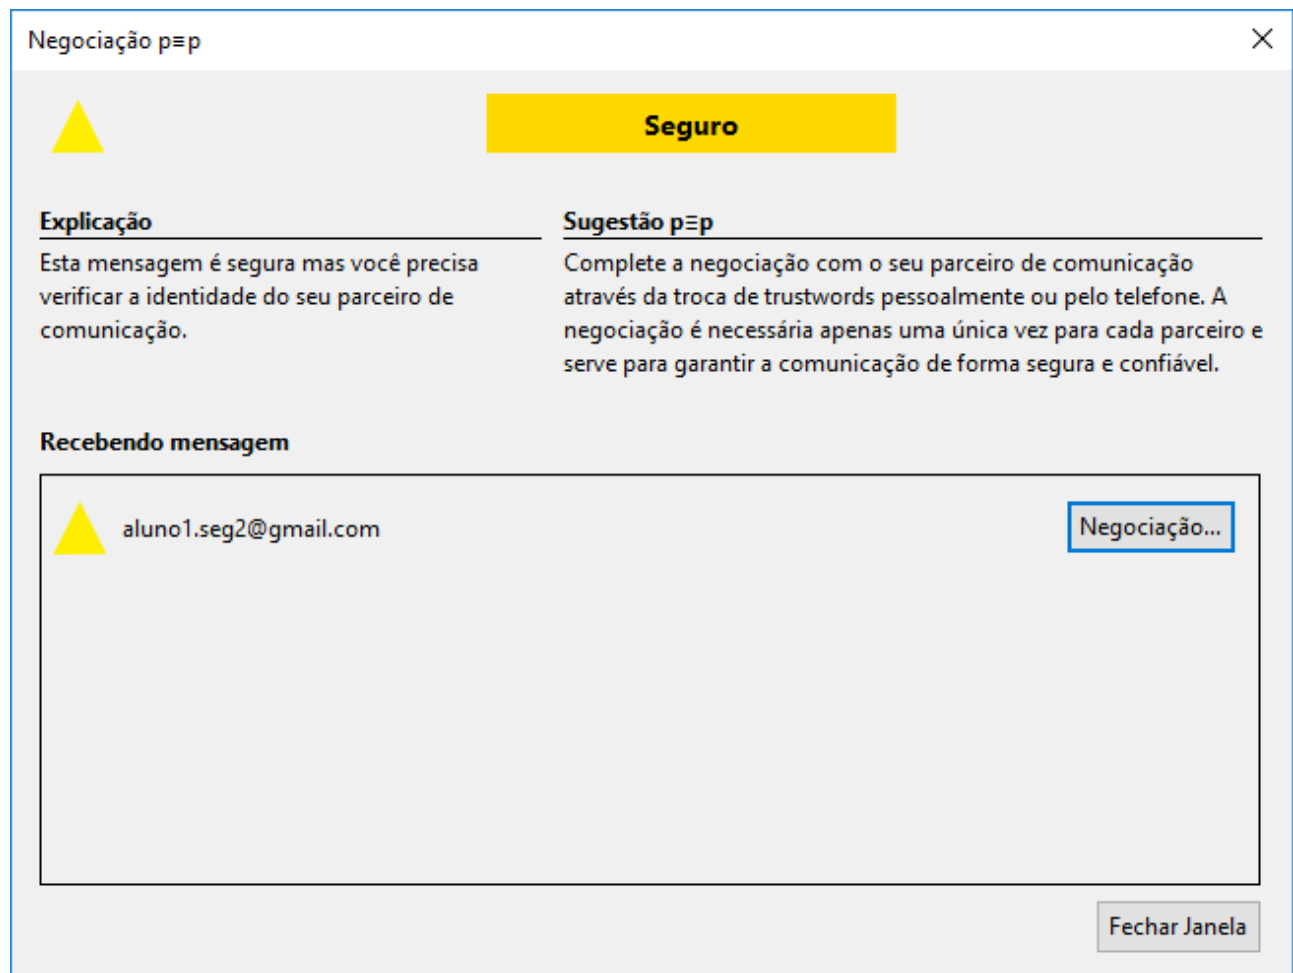 Negociação p≡p
Seguro
Explicação
Esta mensagem é segura mas você precisa
verificar a identidade do seu parceiro de
comunicação.
Sugestão p≡p
Complete a negociação com o seu parceiro de comunicação
através da troca de trustwords pessoalmente ou pelo telefone. A
negociação é necessária apenas uma única vez para cada parceiro e
serve para garantir a comunicação de forma segura e confiável.
Recebendo mensagem
aluno1.seg2@gmail.com
Negociação...
Fechar Janela